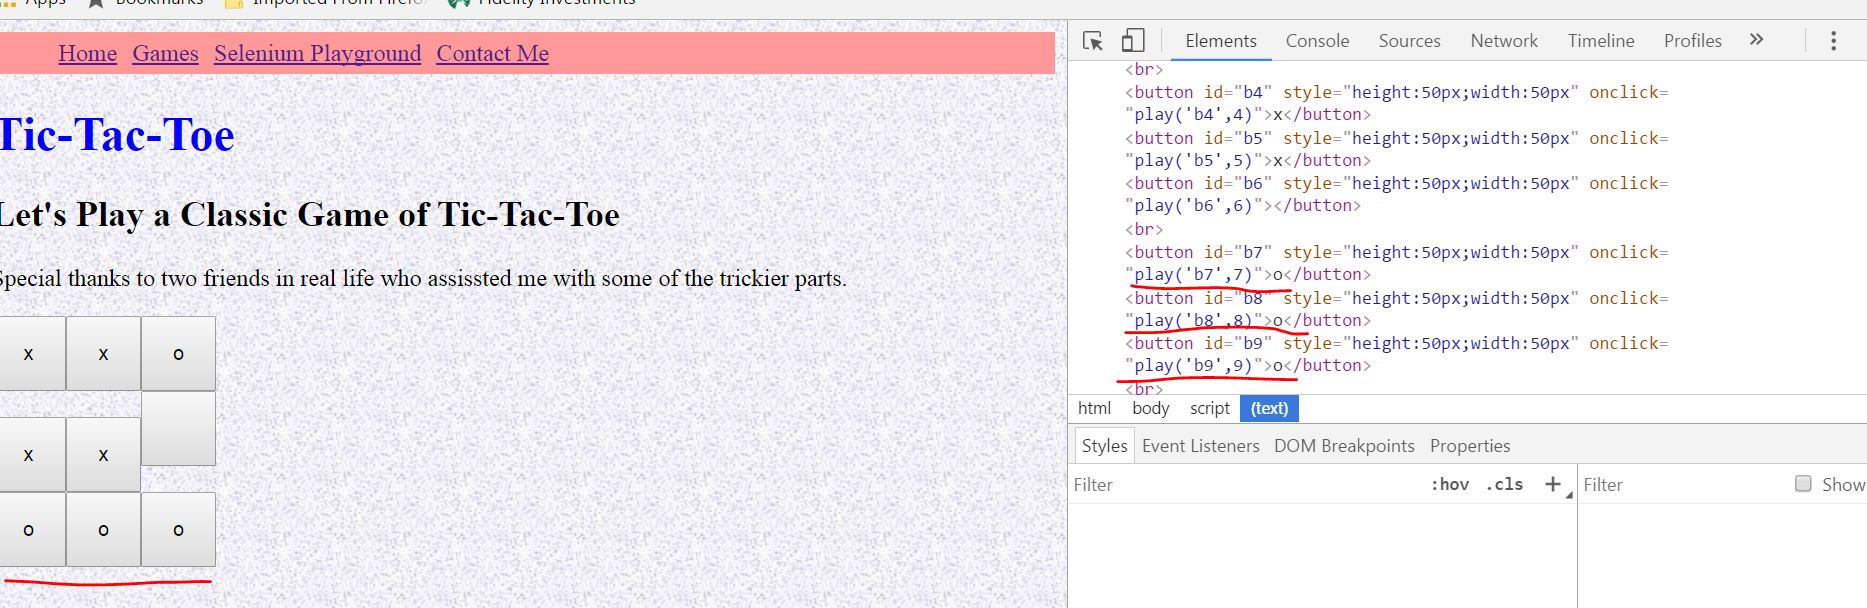 Apps Bookmarks Imported From Firefo Fidelity Investments
Home Games Selenium Playground Contact Me
Tic-Tac-Toe
Let's Play a Classic Game of Tic-Tac-Toe
Special thanks to two friends in real life who assissted me with some of the trickier parts.
x x o
x x
o o o
Elements Console Sources Network Timeline Profiles »
<br>
<button id="b4" style="height:50px;width:50px" onclick=
"play('b4',4)">x</button>
<button id="b5" style="height:50px;width:50px" onclick=
"play('b5',5)">x</button>
<button id="b6" style="height:50px;width:50px" onclick=
"play('b6',6)"></button>
<br>
<button id="b7" style="height:50px;width:50px" onclick=
"play('b7',7)">o</button>
<button id="b8" style="height:50px;width:50px" onclick=
"play('b8',8)">o</button>
<button id="b9" style="height:50px;width:50px" onclick=
"play('b9',9)">o</button>
<br>
html body script (text)
Styles Event Listeners DOM Breakpoints Properties
Filter :hov .cls + Filter Show